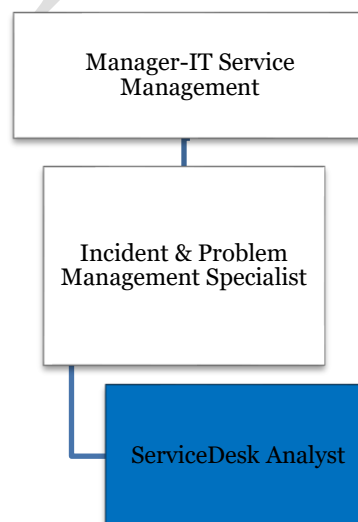 Manager-IT Service
Management
Incident & Problem
Management Specialist
ServiceDesk Analyst